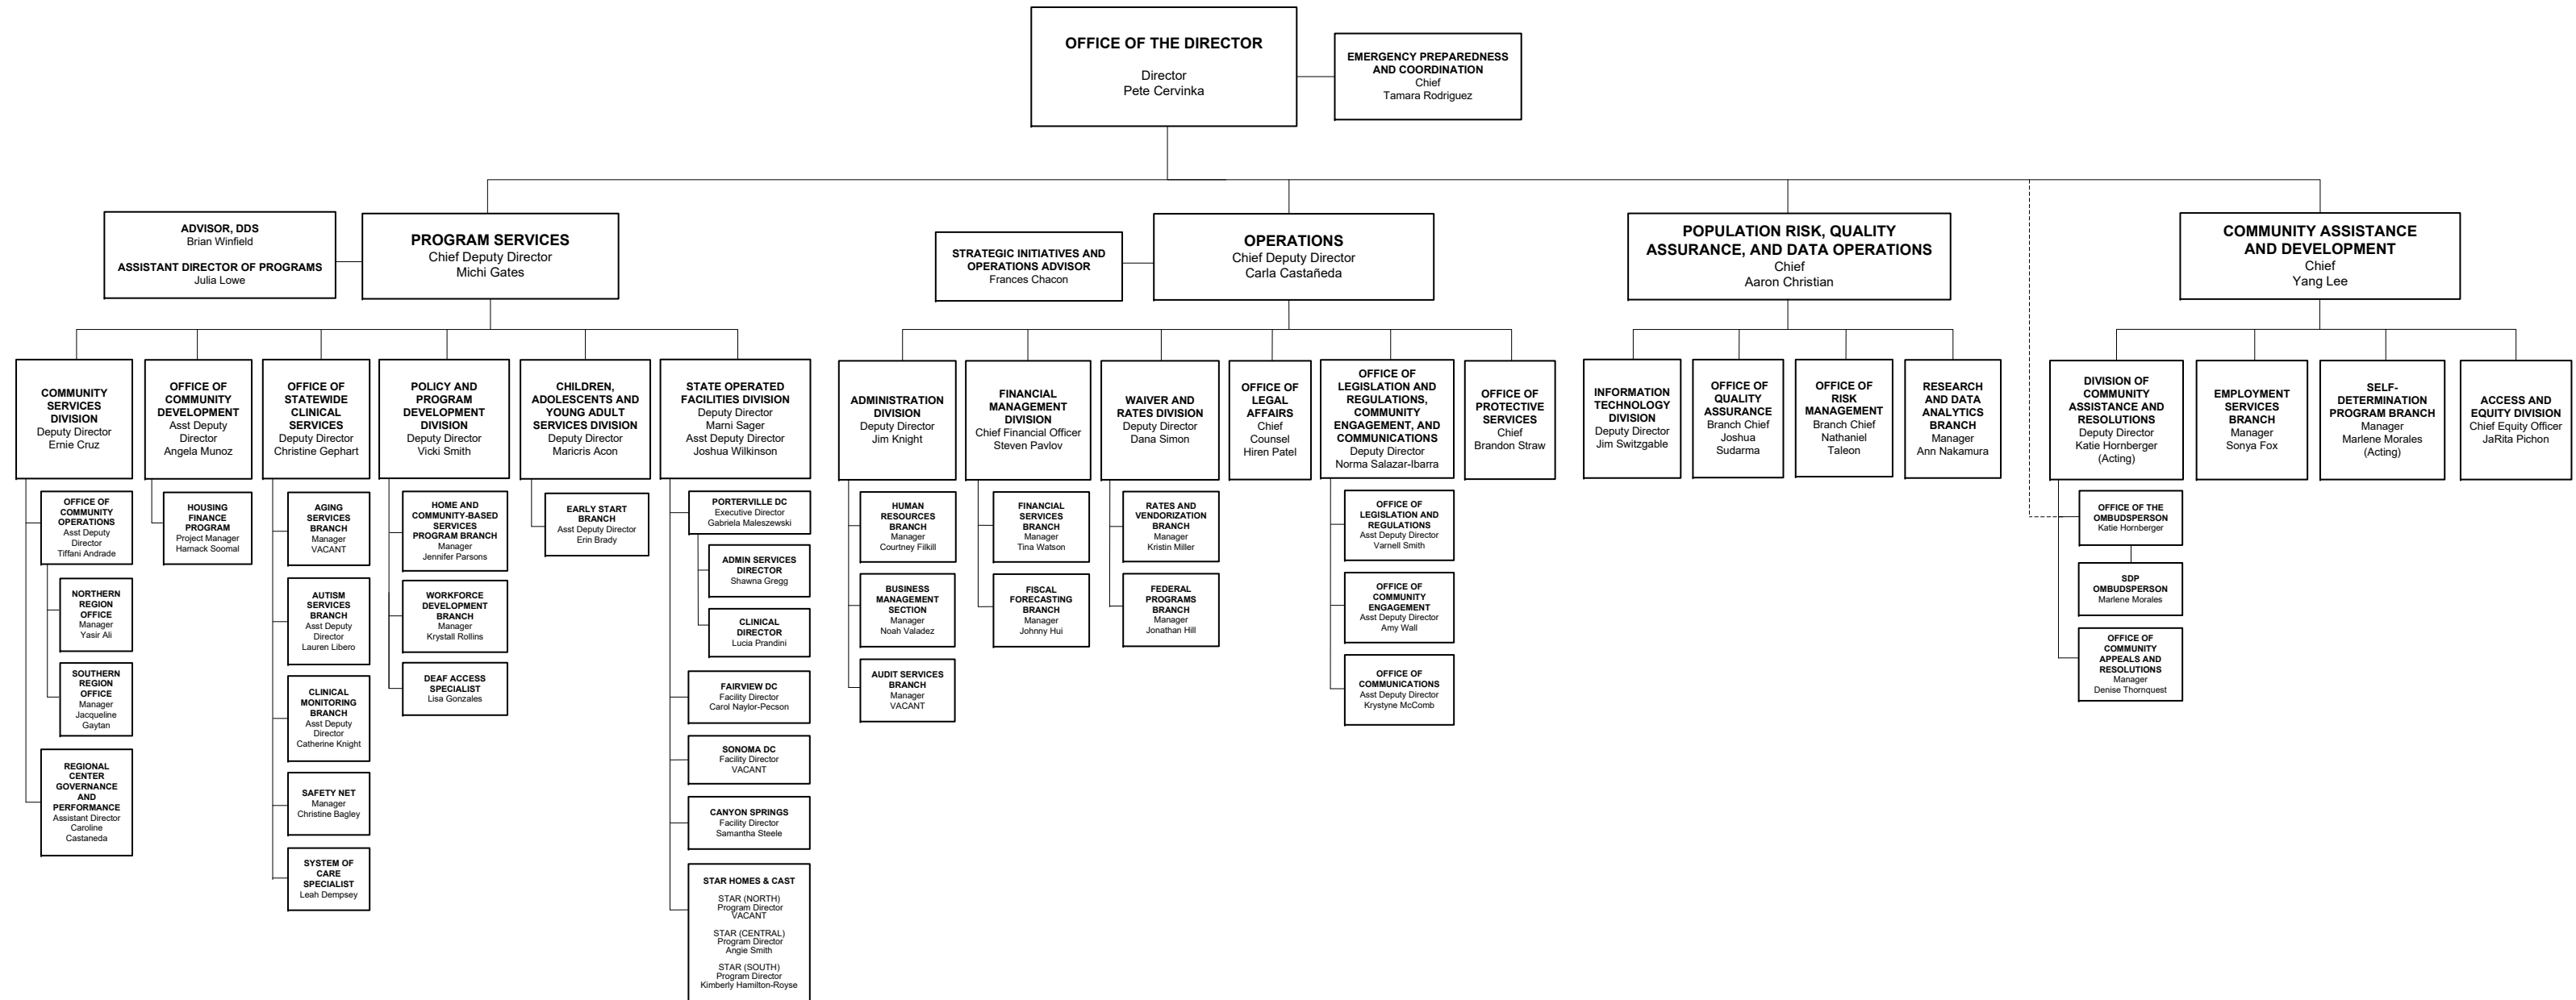 OFFICE OF THE DIRECTOR
Director
Pete Cervinka
EMERGENCY PREPAREDNESS
AND COORDINATION
Chief
Tamara Rodriguez
ADVISOR, DDS
Brian Winfield
ASSISTANT DIRECTOR OF PROGRAMS
Julia Lowe
PROGRAM SERVICES
Chief Deputy Director
Michi Gates
STRATEGIC INITIATIVES AND
OPERATIONS ADVISOR
Frances Chacon
OPERATIONS
Chief Deputy Director
Carla Castañeda
POPULATION RISK, QUALITY
ASSURANCE, AND DATA OPERATIONS
Chief
Aaron Christian
COMMUNITY ASSISTANCE
AND DEVELOPMENT
Chief
Yang Lee
COMMUNITY
SERVICES
DIVISION
Deputy Director
Ernie Cruz
OFFICE OF
COMMUNITY
DEVELOPMENT
Asst Deputy
Director
Angela Munoz
OFFICE OF
STATEWIDE
CLINICAL
SERVICES
Deputy Director
Christine Gephart
POLICY AND
PROGRAM
DEVELOPMENT
DIVISION
Deputy Director
Vicki Smith
CHILDREN,
ADOLESCENTS AND
YOUNG ADULT
SERVICES DIVISION
Deputy Director
Maricris Acon
STATE OPERATED
FACILITIES DIVISION
Deputy Director
Marni Sager
Asst Deputy Director
Joshua Wilkinson
ADMINISTRATION
DIVISION
Deputy Director
Jim Knight
FINANCIAL
MANAGEMENT
DIVISION
Chief Financial Officer
Steven Pavlov
WAIVER AND
RATES DIVISION
Deputy Director
Dana Simon
OFFICE OF
LEGAL
AFFAIRS
Chief
Counsel
Hiren Patel
OFFICE OF
LEGISLATION AND
REGULATIONS,
COMMUNITY
ENGAGEMENT, AND
COMMUNICATIONS
Deputy Director
Norma Salazar-Ibarra
OFFICE OF
PROTECTIVE
SERVICES
Chief
Brandon Straw
INFORMATION
TECHNOLOGY
DIVISION
Deputy Director
Jim Switzgable
OFFICE OF
QUALITY
ASSURANCE
Branch Chief
Joshua
Sudarma
OFFICE OF
RISK
MANAGEMENT
Branch Chief
Nathaniel
Taleon
RESEARCH
AND DATA
ANALYTICS
BRANCH
Manager
Ann Nakamura
DIVISION OF
COMMUNITY
ASSISTANCE AND
RESOLUTIONS
Deputy Director
Katie Hornberger
(Acting)
EMPLOYMENT
SERVICES
BRANCH
Manager
Sonya Fox
SELF-
DETERMINATION
PROGRAM BRANCH
Manager
Marlene Morales
(Acting)
ACCESS AND
EQUITY DIVISION
Chief Equity Officer
JaRita Pichon
OFFICE OF
COMMUNITY
OPERATIONS
Asst Deputy
Director
Tiffani Andrade
NORTHERN
REGION
OFFICE
Manager
Yasir Ali
SOUTHERN
REGION
OFFICE
Manager
Jacqueline
Gaytan
REGIONAL
CENTER
GOVERNANCE
AND
PERFORMANCE
Assistant Director
Caroline
Castaneda
HOUSING
FINANCE
PROGRAM
Project Manager
Harnack Soomal
AGING
SERVICES
BRANCH
Manager
VACANT
AUTISM
SERVICES
BRANCH
Asst Deputy
Director
Lauren Libero
CLINICAL
MONITORING
BRANCH
Asst Deputy
Director
Catherine Knight
SAFETY NET
Manager
Christine Bagley
SYSTEM OF
CARE
SPECIALIST
Leah Dempsey
HOME AND
COMMUNITY-BASED
SERVICES
PROGRAM BRANCH
Manager
Jennifer Parsons
WORKFORCE
DEVELOPMENT
BRANCH
Manager
Krystall Rollins
DEAF ACCESS
SPECIALIST
Lisa Gonzales
EARLY START
BRANCH
Asst Deputy Director
Erin Brady
PORTERVILLE DC
Executive Director
Gabriela Maleszewski
ADMIN SERVICES
DIRECTOR
Shawna Gregg
CLINICAL
DIRECTOR
Lucia Prandini
FAIRVIEW DC
Facility Director
Carol Naylor-Pecson
SONOMA DC
Facility Director
VACANT
CANYON SPRINGS
Facility Director
Samantha Steele
STAR HOMES & CAST
STAR (NORTH)
Program Director
VACANT
STAR (CENTRAL)
Program Director
Angie Smith
STAR (SOUTH)
Program Director
Kimberly Hamilton-Royse
HUMAN
RESOURCES
BRANCH
Manager
Courtney Filkill
BUSINESS
MANAGEMENT
SECTION
Manager
Noah Valadez
AUDIT SERVICES
BRANCH
Manager
VACANT
FINANCIAL
SERVICES
BRANCH
Manager
Tina Watson
FISCAL
FORECASTING
BRANCH
Manager
Johnny Hui
RATES AND
VENDORIZATION
BRANCH
Manager
Kristin Miller
FEDERAL
PROGRAMS
BRANCH
Manager
Jonathan Hill
OFFICE OF
LEGISLATION AND
REGULATIONS
Asst Deputy Director
Varnell Smith
OFFICE OF
COMMUNITY
ENGAGEMENT
Asst Deputy Director
Amy Wall
OFFICE OF
COMMUNICATIONS
Asst Deputy Director
Krystyne McComb
OFFICE OF THE
OMBUDSPERSON
Katie Hornberger
SDP
OMBUDSPERSON
Marlene Morales
OFFICE OF
COMMUNITY
APPEALS AND
RESOLUTIONS
Manager
Denise Thornquest